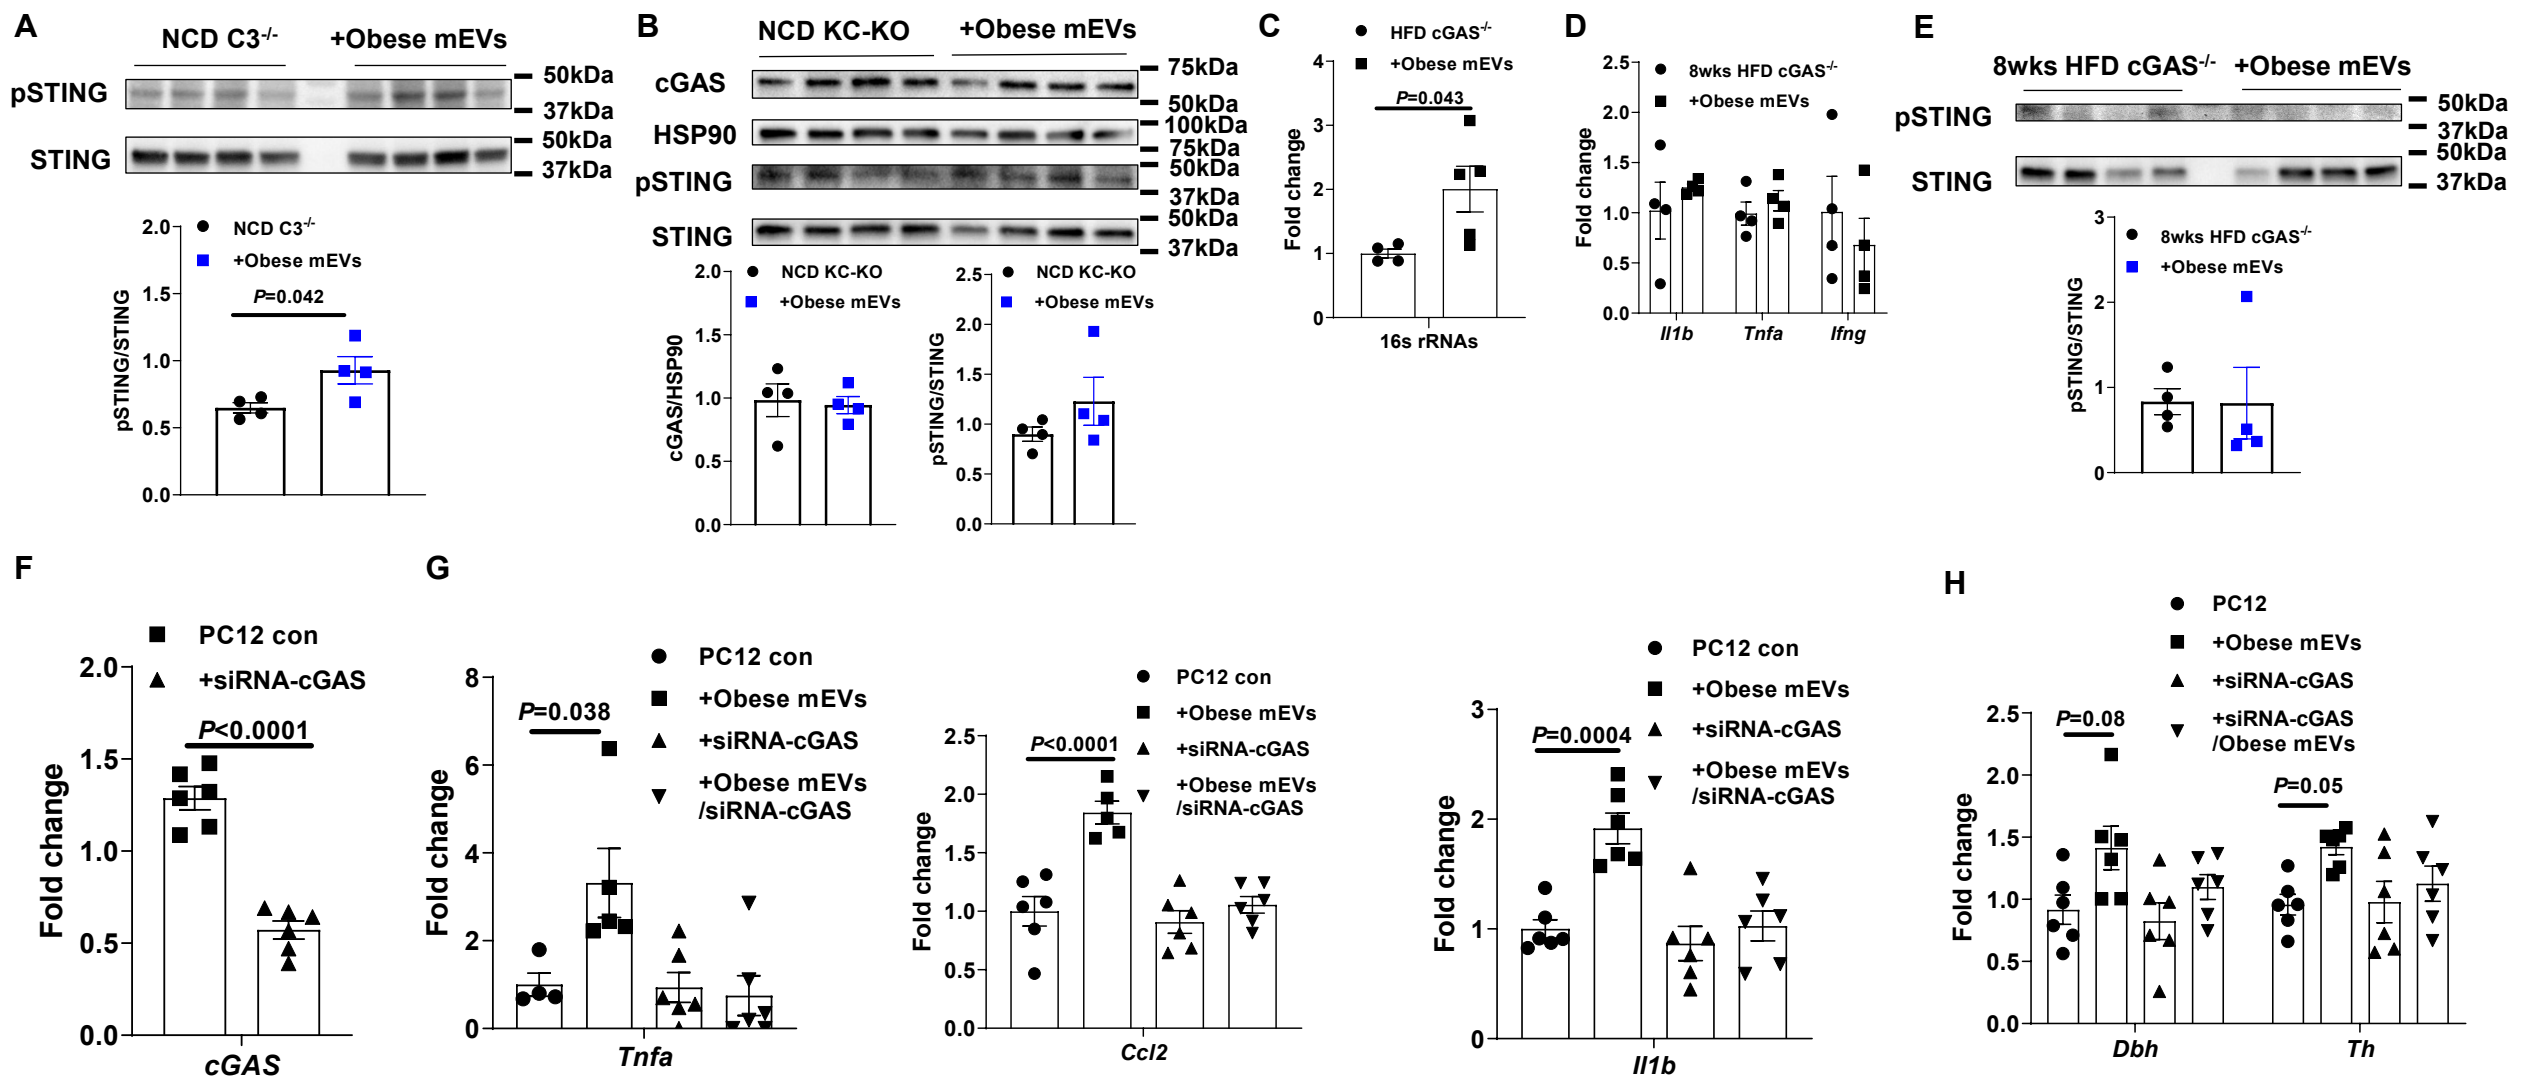 A
NCD C3-/-
+Obese mEVs
pSTING
50kDa
37kDa
STING
50kDa
37kDa
NCD C3-/-
+Obese mEVs
P=0.042
pSTING/STING
2.0
1.5
1.0
0.5
0.0
B
NCD KC-KO
+Obese mEVs
cGAS
75kDa
50kDa
HSP90
100kDa
75kDa
pSTING
50kDa
37kDa
STING
50kDa
37kDa
NCD KC-KO
+Obese mEVs
cGAS/HSP90
2.0
1.5
1.0
0.5
0.0
NCD KC-KO
+Obese mEVs
pSTING/STING
2.5
2.0
1.5
1.0
0.5
0.0
C
HFD cGAS-/-
+Obese mEVs
P=0.043
Fold change
4
3
2
1
0
16s rRNAs
D
8wks HFD cGAS-/-
+Obese mEVs
Fold change
2.5
2.0
1.5
1.0
0.5
0.0
Il1b
Tnfa
Ifng
E
8wks HFD cGAS-/-
+Obese mEVs
pSTING
50kDa
37kDa
STING
50kDa
37kDa
8wks HFD cGAS-/-
+Obese mEVs
pSTING/STING
3
2
1
0
F
PC12 con
+siRNA-cGAS
P<0.0001
Fold change
2.0
1.5
1.0
0.5
0.0
cGAS
G
PC12 con
+Obese mEVs
+siRNA-cGAS
+Obese mEVs
/siRNA-cGAS
P=0.038
Fold change
8
6
4
2
0
Tnfa
PC12 con
+Obese mEVs
+siRNA-cGAS
+Obese mEVs
/siRNA-cGAS
P<0.0001
Fold change
2.5
2.0
1.5
1.0
0.5
0.0
Ccl2
PC12 con
+Obese mEVs
+siRNA-cGAS
+Obese mEVs
/siRNA-cGAS
P=0.0004
Fold change
3
2
1
0
Il1b
H
PC12
+Obese mEVs
+siRNA-cGAS
+siRNA-cGAS
/Obese mEVs
P=0.08
P=0.05
Fold change
2.5
2.0
1.5
1.0
0.5
0.0
Dbh
Th